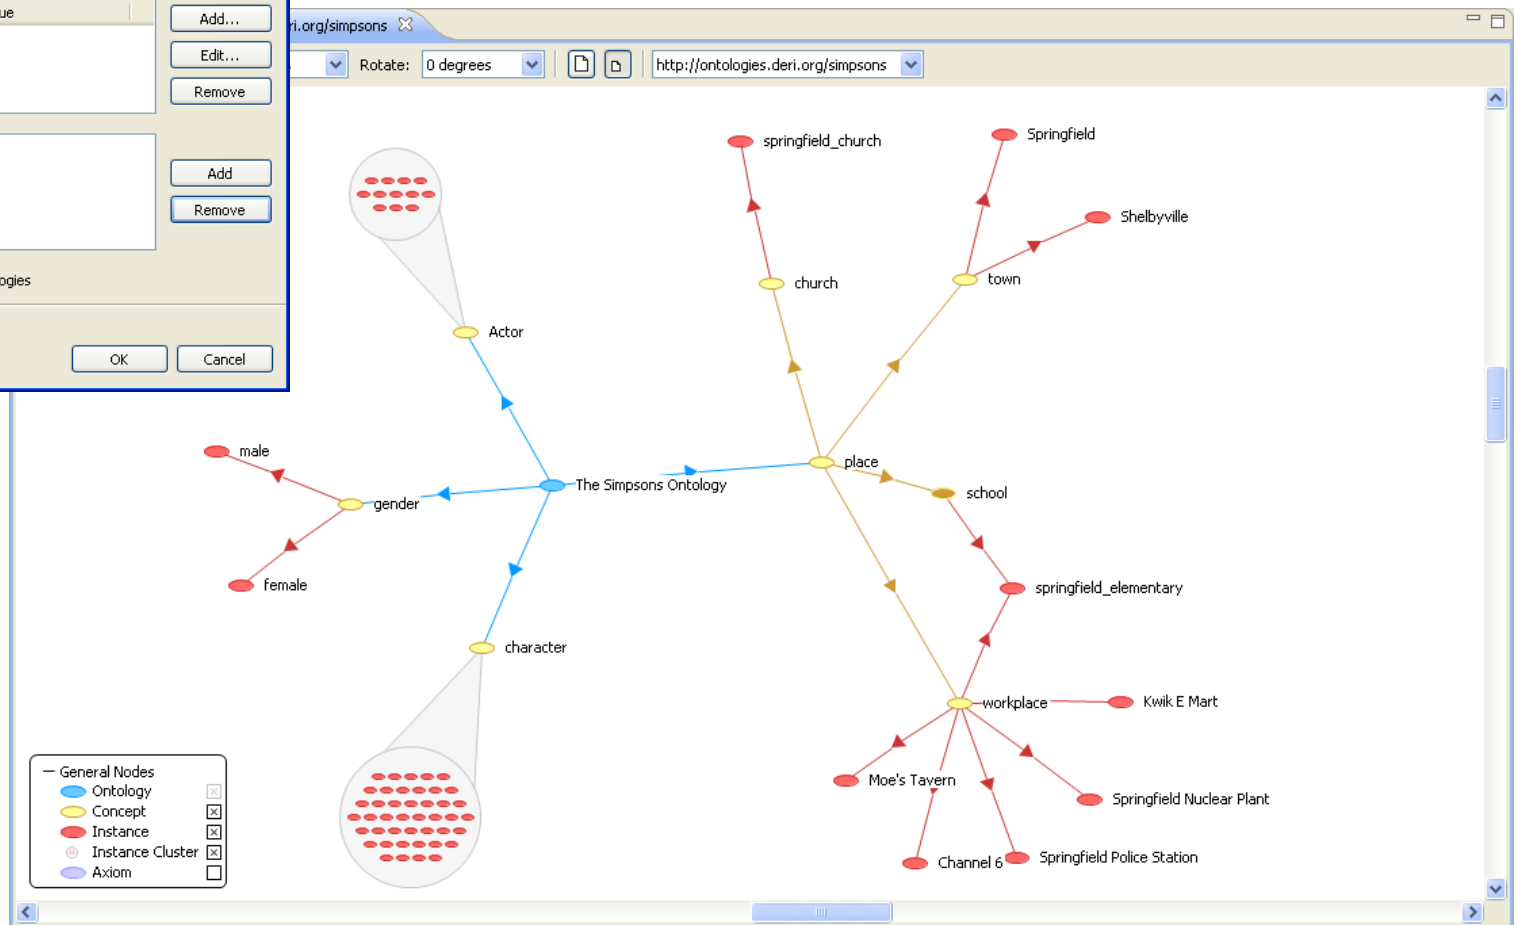 ue
Add...
Edit...
Remove
Add
Remove
ogies
OK
Cancel
ri.org/simpsons
Rotate:
0 degrees
http://ontologies.deri.org/simpsons
springfield_church
Springfield
Shelbyville
church
town
Actor
male
place
The Simpsons Ontology
school
gender
female
springfield_elementary
character
workplace
Kwik E Mart
Moe's Tavern
Springfield Nuclear Plant
Channel 6
Springfield Police Station
General Nodes
Ontology
Concept
Instance
Instance Cluster
Axiom